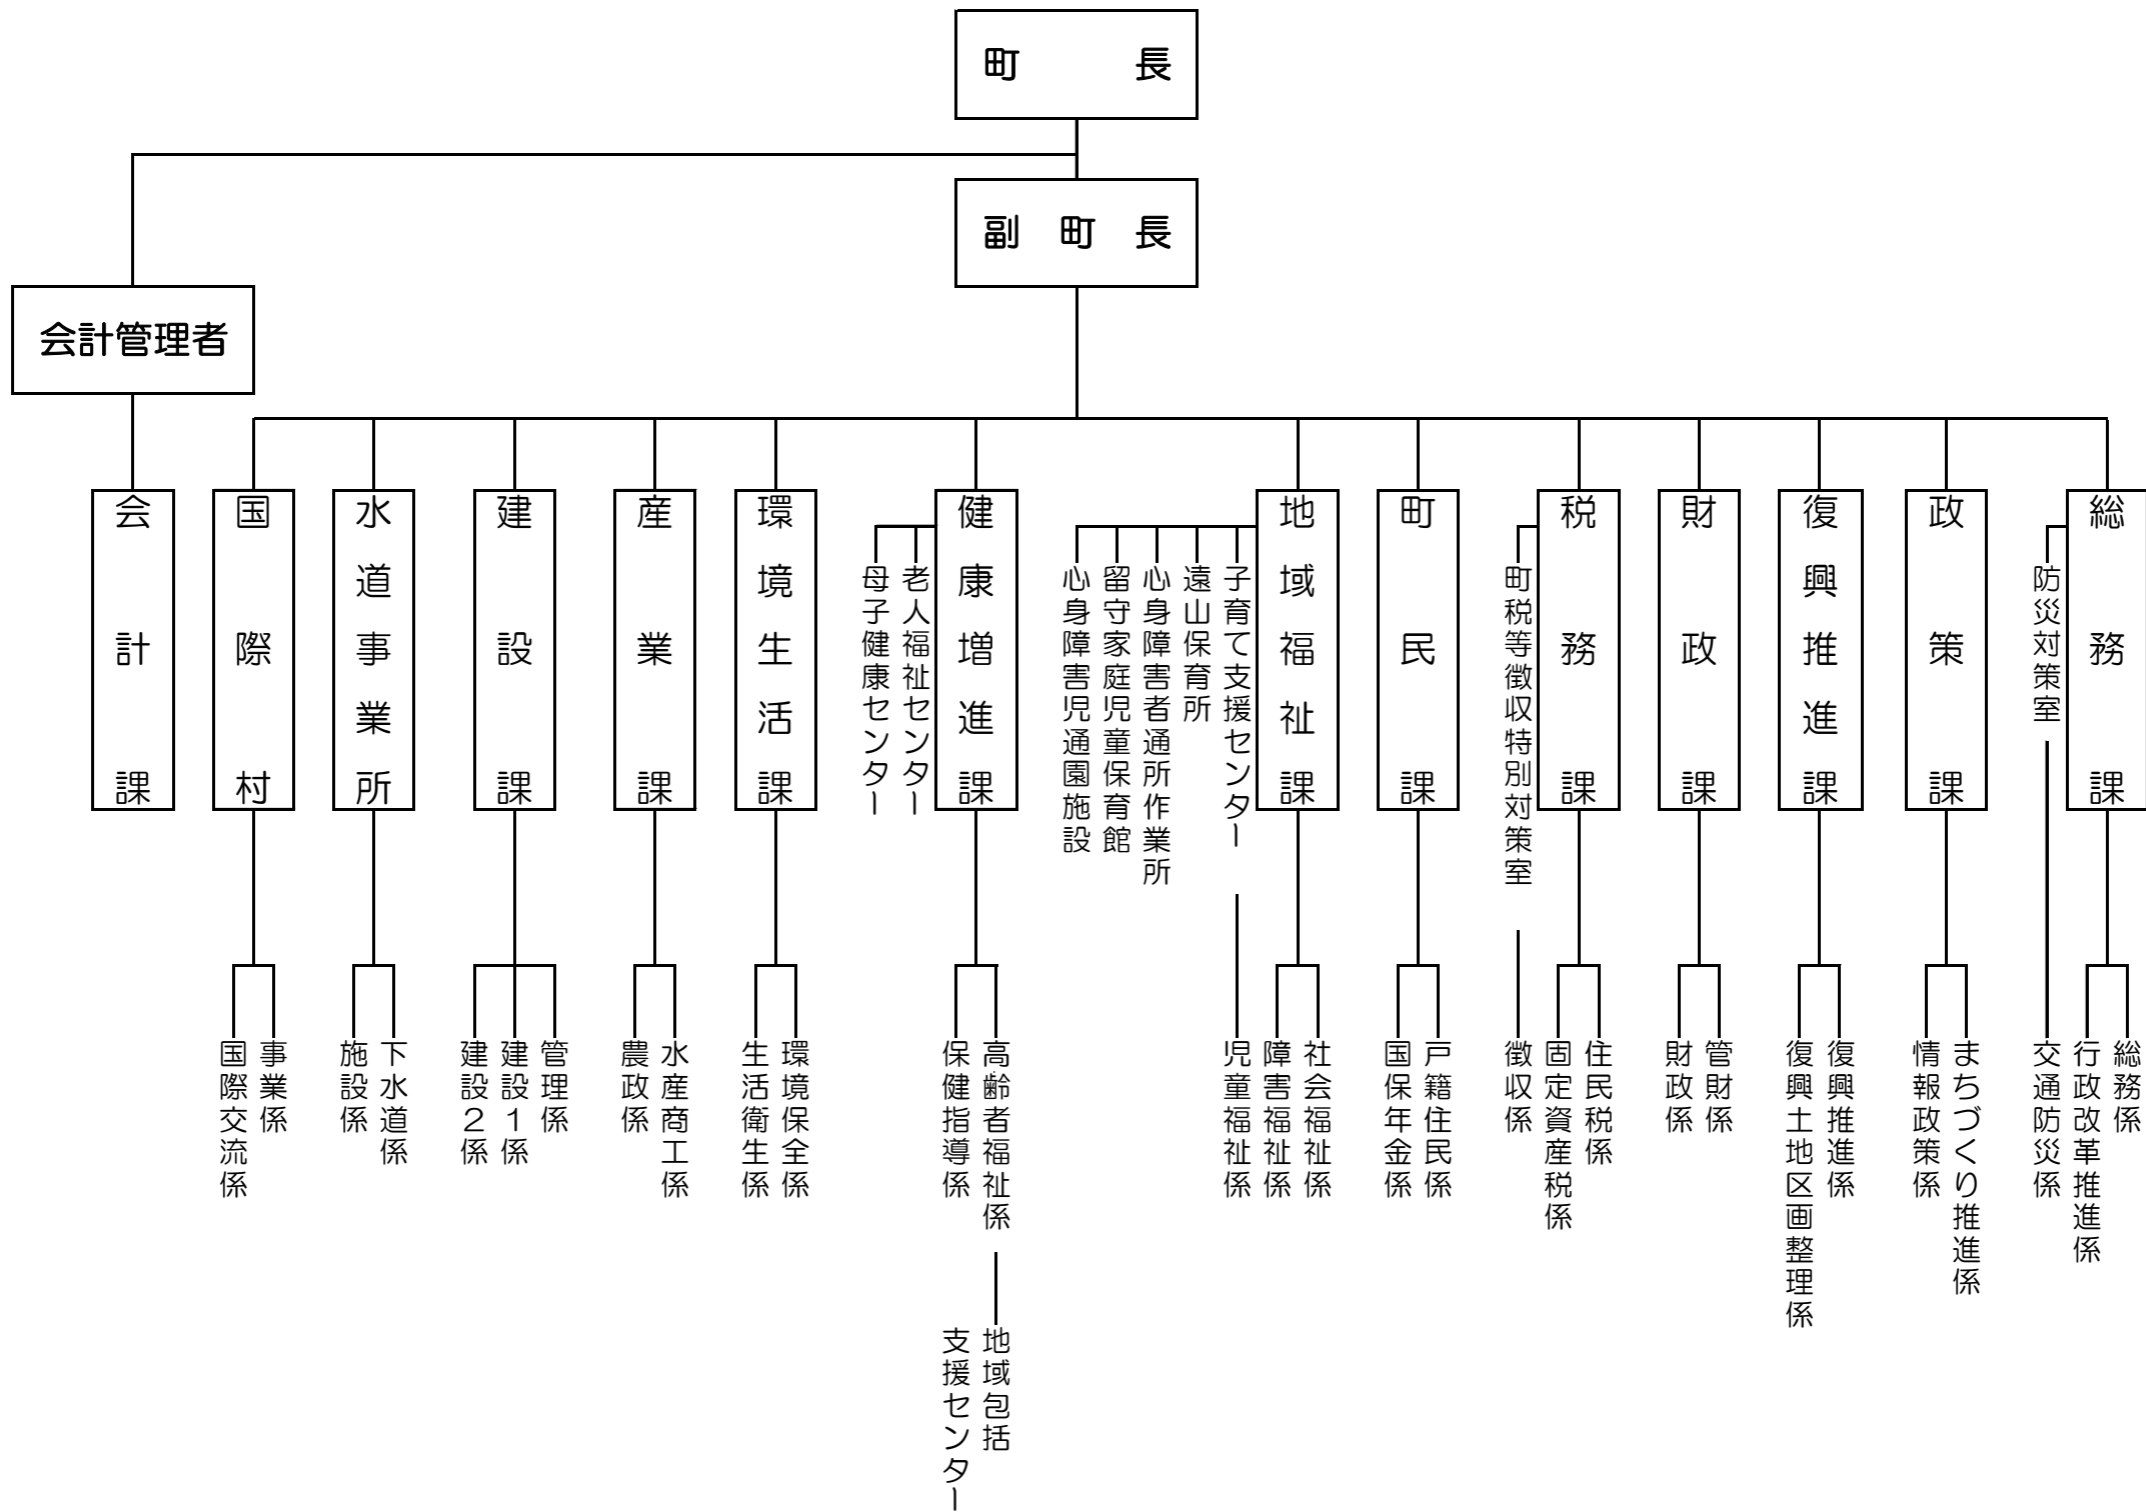 町長
副町長
会計管理者
総務課
政策課
復興推進課
財政課
税務課
町民課
地域福祉課
健康増進課
環境生活課
産業課
建設課
水道事業所
国際村
会計課
防災対策室
町税等徴収特別対策室
子育て支援センター
遠山保育所
心身障害者通所作業所
留守家庭児童保育館
心身障害児通園施設
老人福祉センター
母子健康センター
総務係
行政改革推進係
交通防災係
まちづくり推進係
情報政策係
復興推進係
復興土地区画整理係
管財係
財政係
住民税係
固定資産税係
徴収係
戸籍住民係
国保年金係
社会福祉係
障害福祉係
児童福祉係
高齢者福祉係
保健指導係
環境保全係
生活衛生係
水産商工係
農政係
管理係
建設1係
建設2係
下水道係
施設係
事業係
国際交流係
地域包括
支援センター